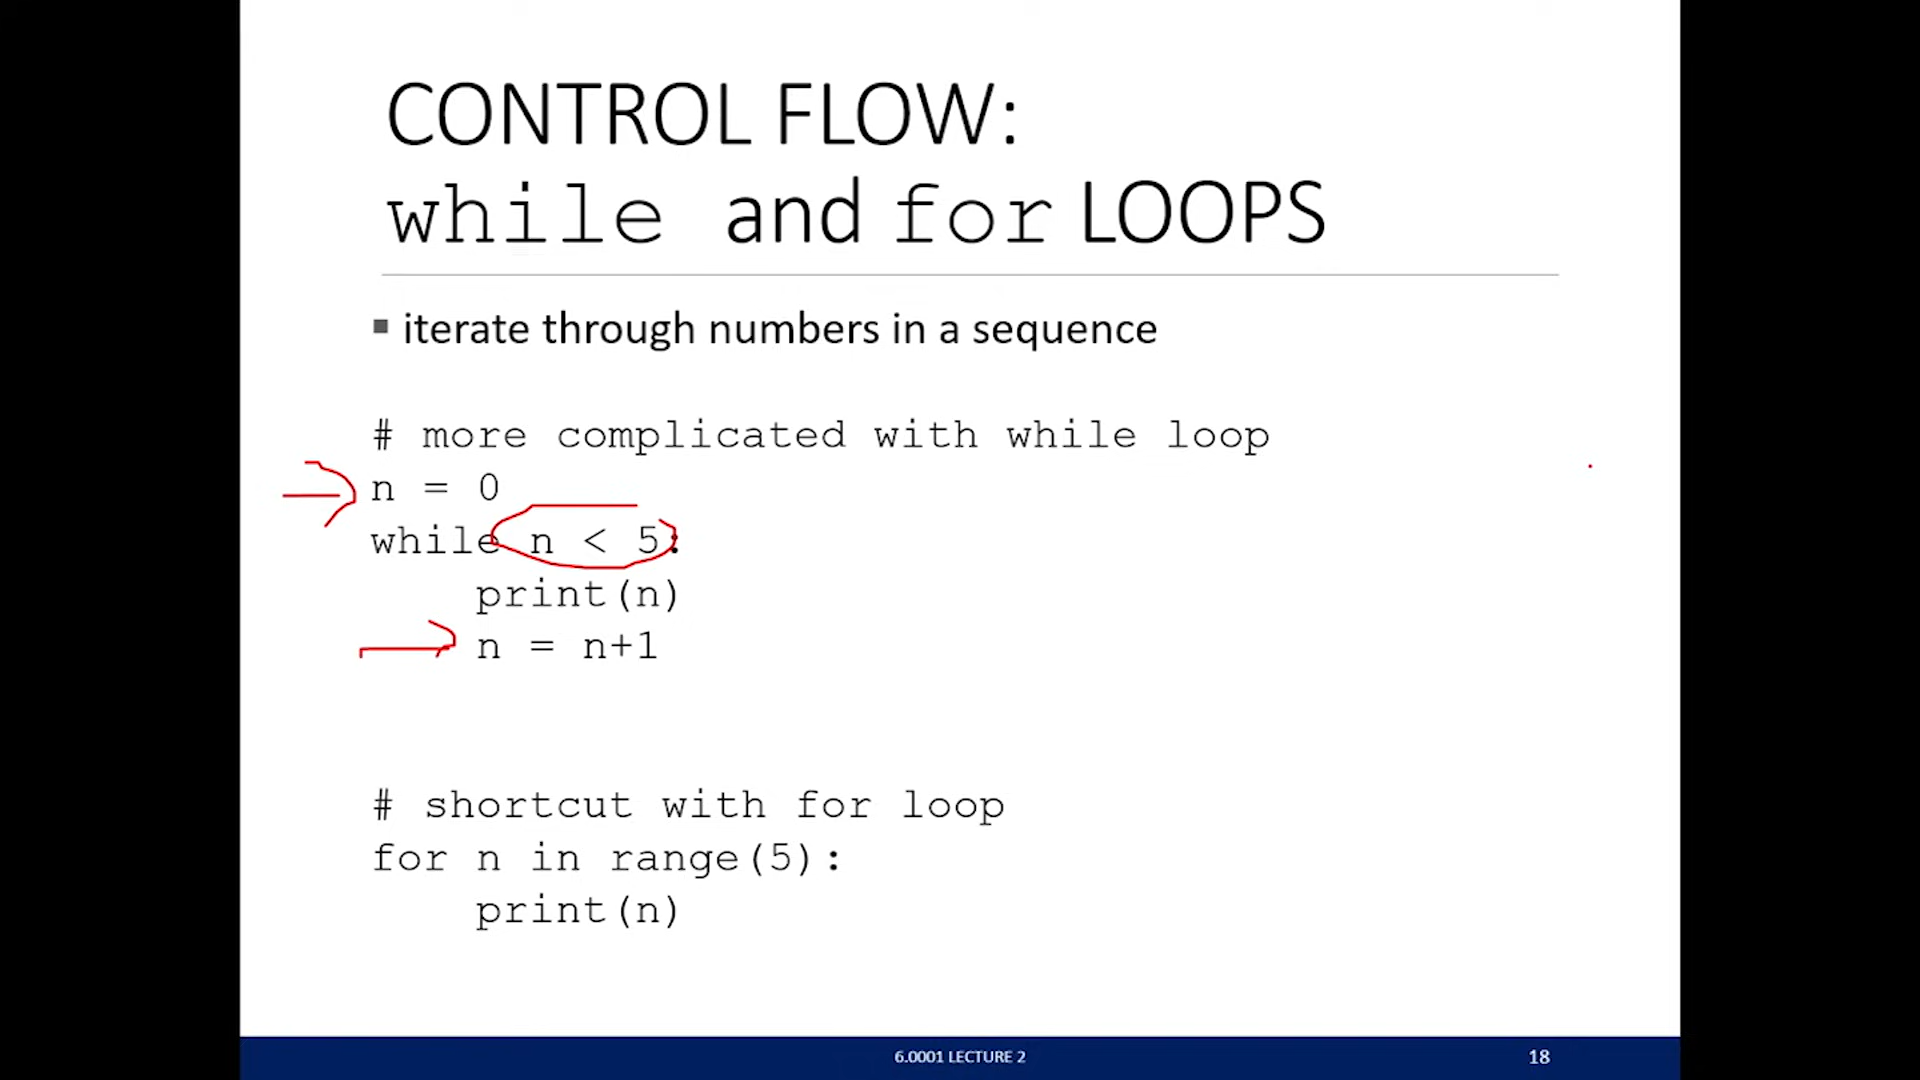 CONTROL FLOW:
while and for LOOPS
▪ iterate through numbers in a sequence
# more complicated with while loop
n = 0
while n < 5:
    print(n)
    n = n+1
# shortcut with for loop
for n in range(5):
    print(n)
6.0001 LECTURE 2
18